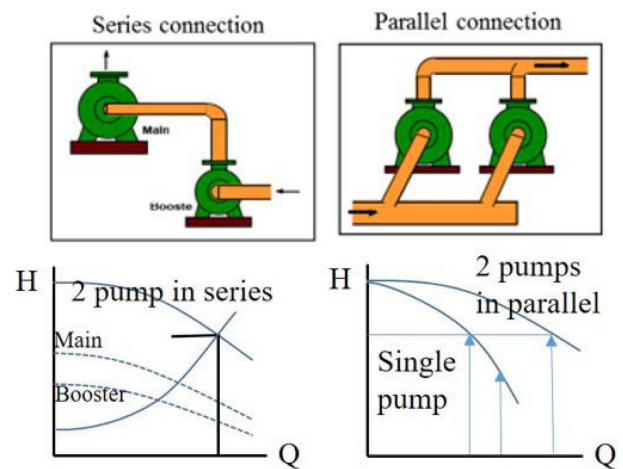 Series connection
Parallel connection
Main
Booste
H
2 pump in series
Main
Booster
Q
H
2 pumps
in parallel
Single
pump
Q